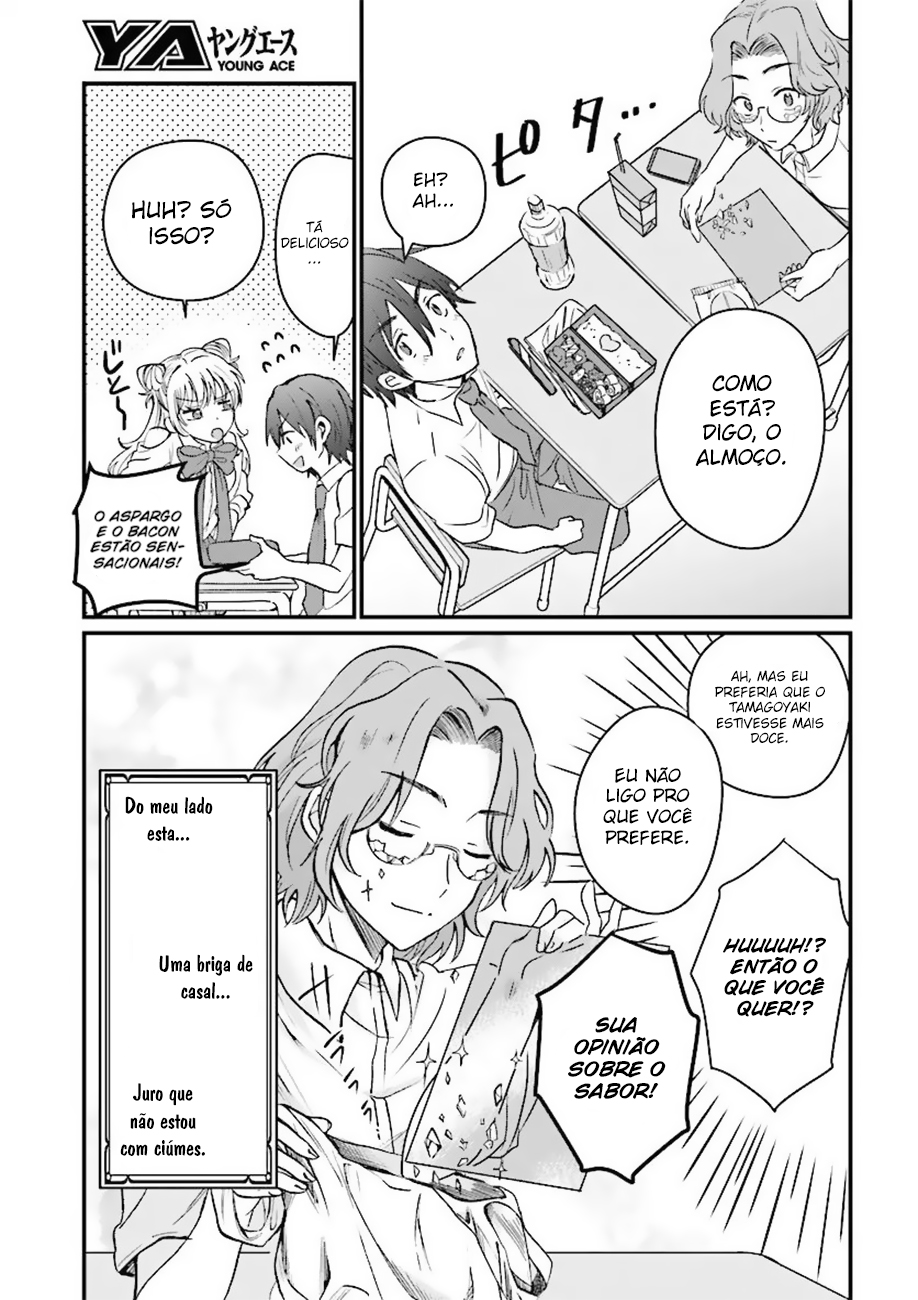 YA ヤングエース
YOUNG ACE
ピタ...
COMO
ESTÁ?
DIGO, O
ALMOÇO.
EH?
AH...
TÁ
DELICIOSO
...
HUH? SÓ
ISSO?
じとー
O ASPARGO
E O BACON
ESTÃO SEN-
SACIONAIS!
AH, MAS EU
PREFERIA QUE O
TAMAGOYAKI
ESTIVESSE MAIS
DOCE.
EU NÃO
LIGO PRO
QUE VOCÊ
PREFERE.
HUUUUH!?
ENTÃO O
QUE VOCÊ
QUER!?
SUA
OPINIÃO
SOBRE O
SABOR!
Do meu lado
esta...
Uma briga de
casal...
Juro que
não estou
com ciúmes.